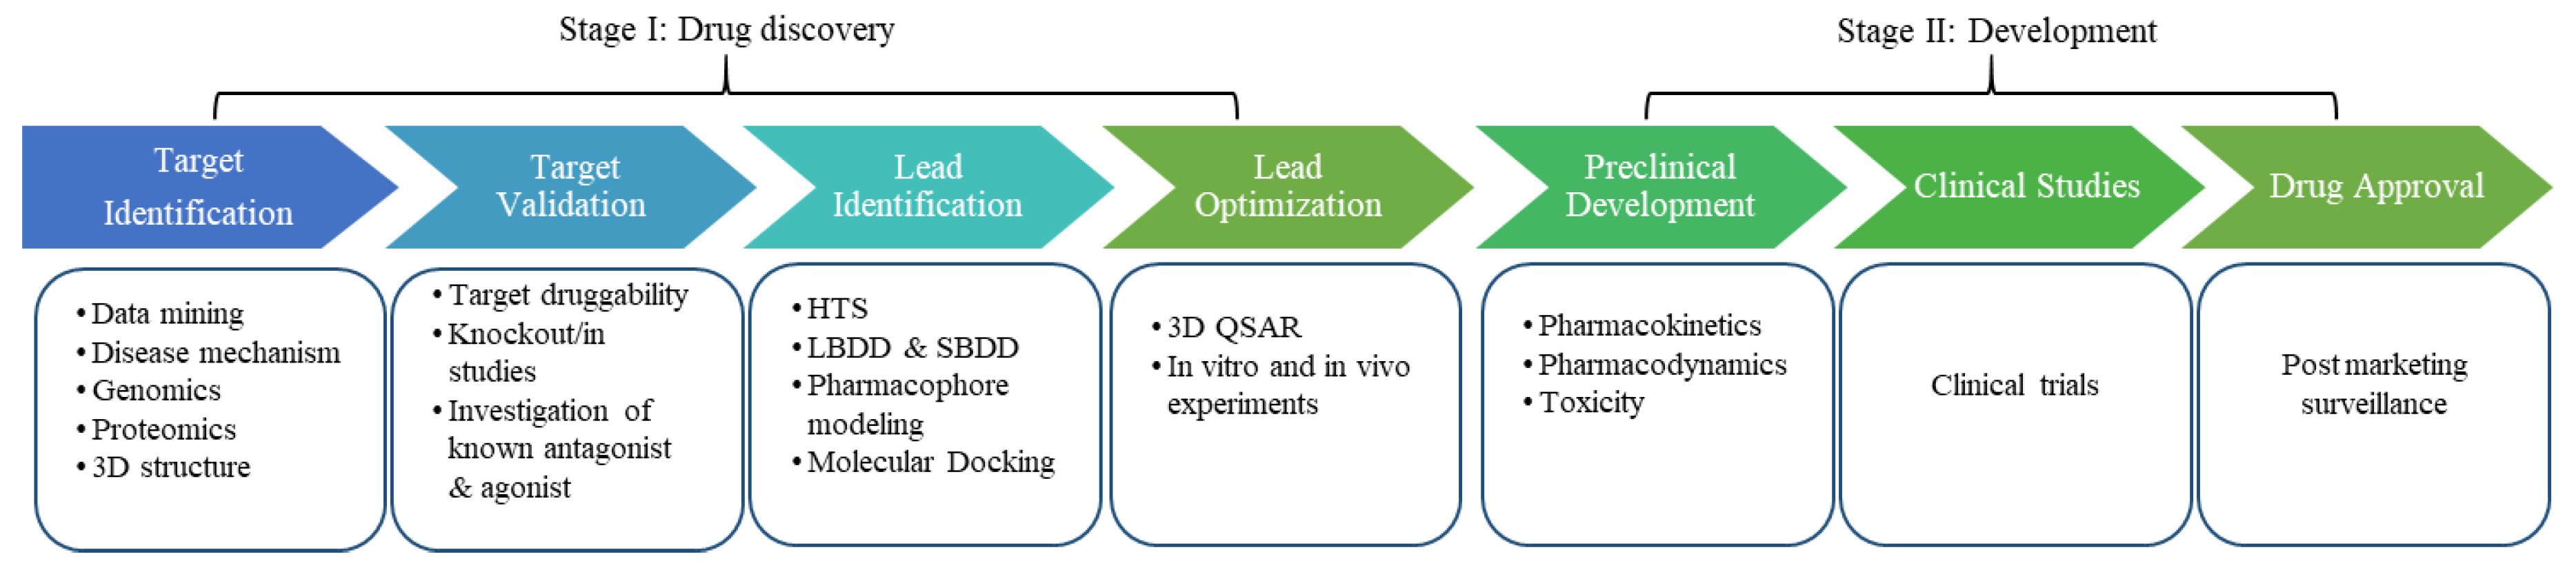 Stage I: Drug discovery
Stage II: Development
Target
Identification
Target
Validation
Lead
Identification
Lead
Optimization
Preclinical
Development
Clinical Studies
Drug Approval
• Data mining
• Disease mechanism
• Genomics
• Proteomics
• 3D structure
• Target druggability
• Knockout/in
studies
• Investigation of
known antagonist
& agonist
• HTS
• LBDD & SBDD
• Pharmacophore
modeling
• Molecular Docking
• 3D QSAR
• In vitro and in vivo
experiments
• Pharmacokinetics
• Pharmacodynamics
• Toxicity
Clinical trials
Post marketing
surveillance